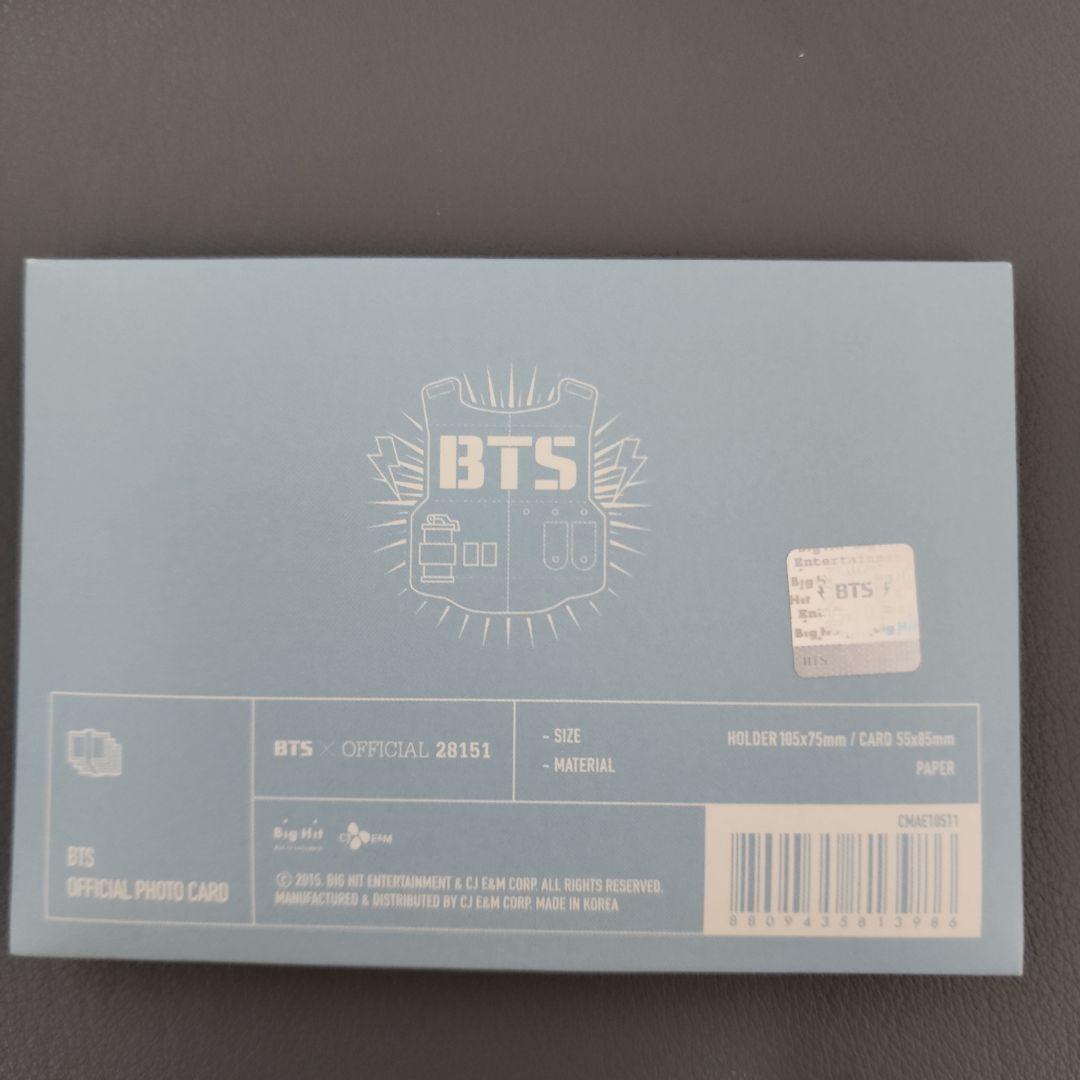 BTS
Entertainment
Big
BTS
Hit
BTS
BTS × OFFICIAL 28151
- SIZE HOLDER 105x75mm / CARD 55x85mm
- MATERIAL PAPER
Big Hit CJ E&M
BTS
OFFICIAL PHOTO CARD
© 2015. BIG HIT ENTERTAINMENT & CJ E&M CORP. ALL RIGHTS RESERVED.
MANUFACTURED & DISTRIBUTED BY CJ E&M CORP. MADE IN KOREA
CMAE10511
8809435813986